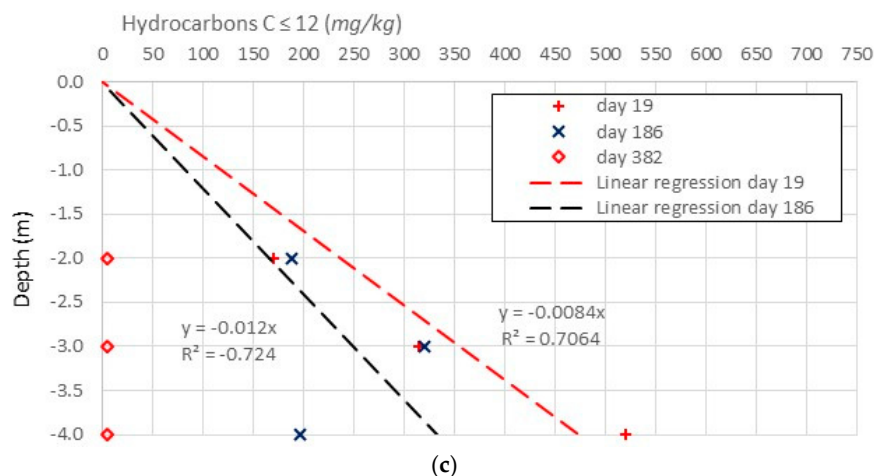 Hydrocarbons C ≤ 12 (mg/kg)
0 50 100 150 200 250 300 350 400 450 500 550 600 650 700 750
0.0
-0.5
-1.0
-1.5
-2.0
-2.5
-3.0
-3.5
-4.0
Depth (m)
day 19
day 186
day 382
Linear regression day 19
Linear regression day 186
y = -0.012x
R² = -0.724
y = -0.0084x
R² = 0.7064
(c)